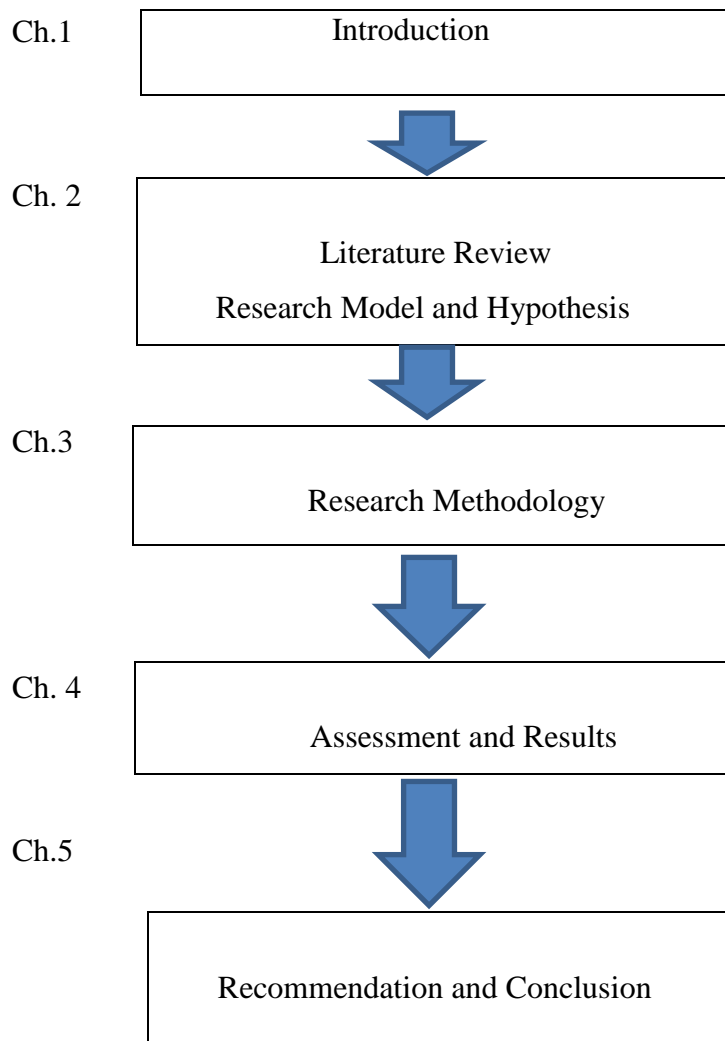 Ch.1
Introduction
Ch. 2
Literature Review
Research Model and Hypothesis
Ch.3
Research Methodology
Ch. 4
Assessment and Results
Ch.5
Recommendation and Conclusion